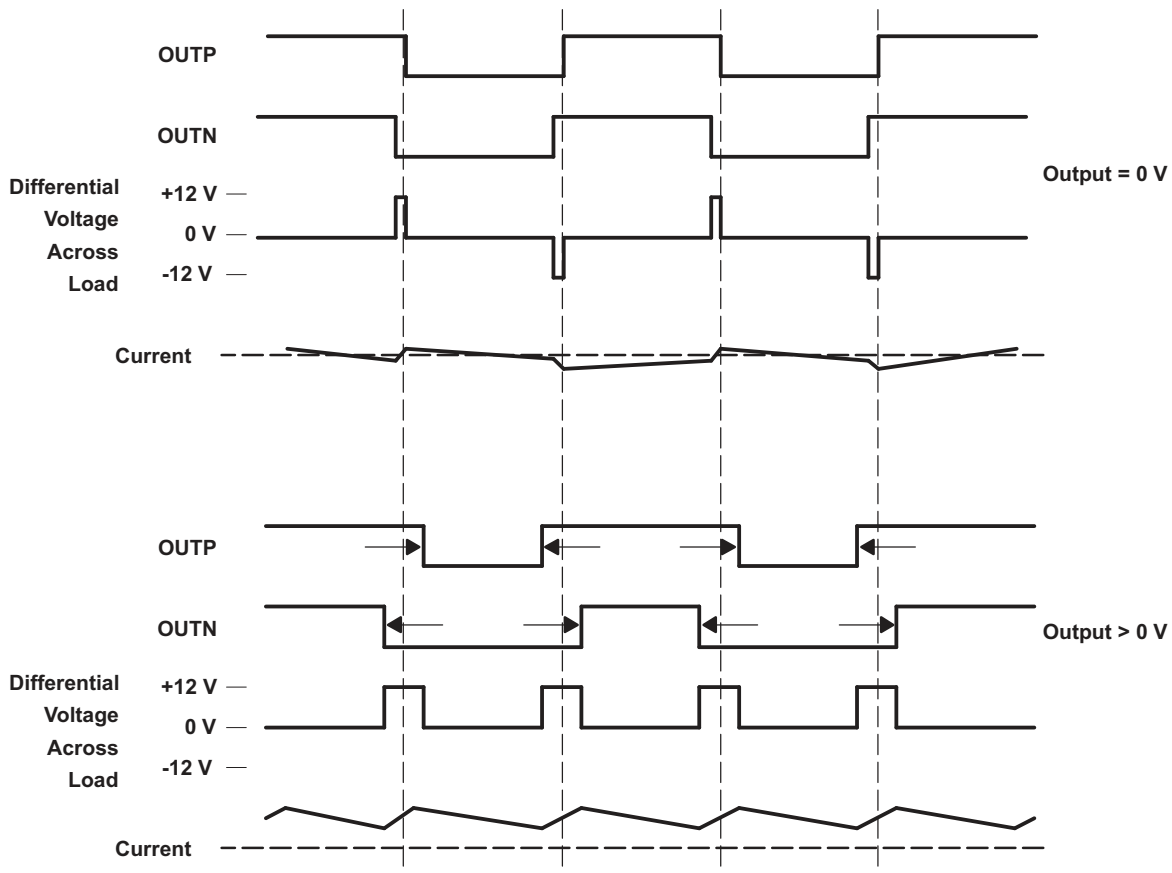 OUTP
OUTN
Output = 0 V
Differential
Voltage
Across
Load
+12 V
0 V
-12 V
Current
OUTP
OUTN
Output > 0 V
Differential
Voltage
Across
Load
+12 V
0 V
-12 V
Current